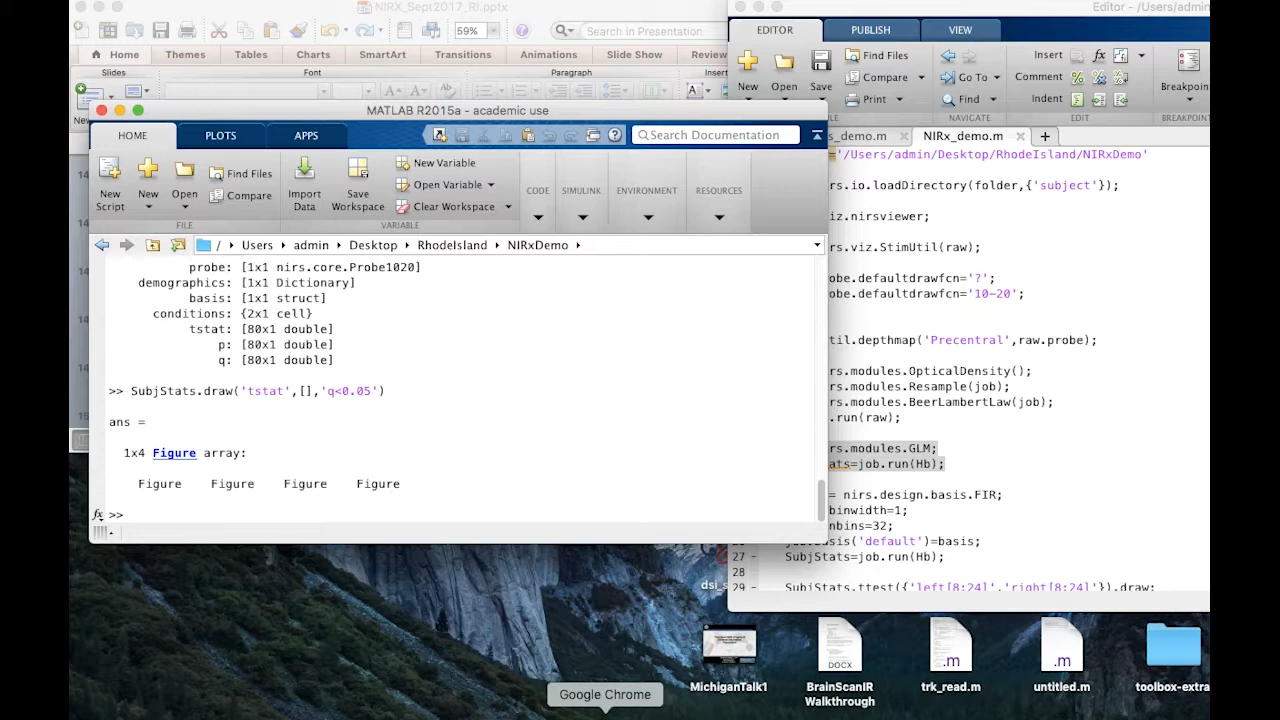 NIRX_Sept2017_RI.pptx
59%
Search in Presentation
Home Themes Tables Charts SmartArt Transitions Animations Slide Show Review
Slides Font Paragraph Insert
Editor - /Users/admin
EDITOR PUBLISH VIEW
New Open Save
Find Files
Compare
Print
Go To
Find
Insert
Comment
Indent
Breakpoin
FILE NAVIGATE EDIT BREAKPOIN
s_demo.m NIRx_demo.m
MATLAB R2015a - academic use
HOME PLOTS APPS
Search Documentation
New Script
New
Open
Find Files
Compare
Import Data
Save Workspace
New Variable
Open Variable
Clear Workspace
CODE SIMULINK ENVIRONMENT RESOURCES
FILE VARIABLE
/ Users admin Desktop RhodeIsland NIRxDemo
probe: [1x1 nirs.core.Probe1020]
demographics: [1x1 Dictionary]
basis: [1x1 struct]
conditions: {2x1 cell}
tstat: [80x1 double]
p: [80x1 double]
q: [80x1 double]
>> SubjStats.draw('tstat',[],'q<0.05')
ans =
1x4 Figure array:
Figure Figure Figure Figure
fx >>
='/Users/admin/Desktop/RhodeIsland/NIRxDemo'
rs.io.loadDirectory(folder,{'subject'});
iz.nirsviewer;
rs.viz.StimUtil(raw);
obe.defaultdrawfcn='?';
obe.defaultdrawfcn='10-20';
til.depthmap('Precentral',raw.probe);
rs.modules.OpticalDensity();
rs.modules.Resample(job);
rs.modules.BeerLambertLaw(job);
.run(raw);
rs.modules.GLM;
ats=job.run(Hb);
= nirs.design.basis.FIR;
binwidth=1;
nbins=32;
asis('default')=basis;
27 - SubjStats=job.run(Hb);
28
29 - SubjStats.ttest({'left[8:24]','right[8:24]'}).draw;
dsi_s
MichiganTalk1
DOCX
BrainScanIR Walkthrough
.m
trk_read.m
.m
untitled.m
toolbox-extra
Google Chrome